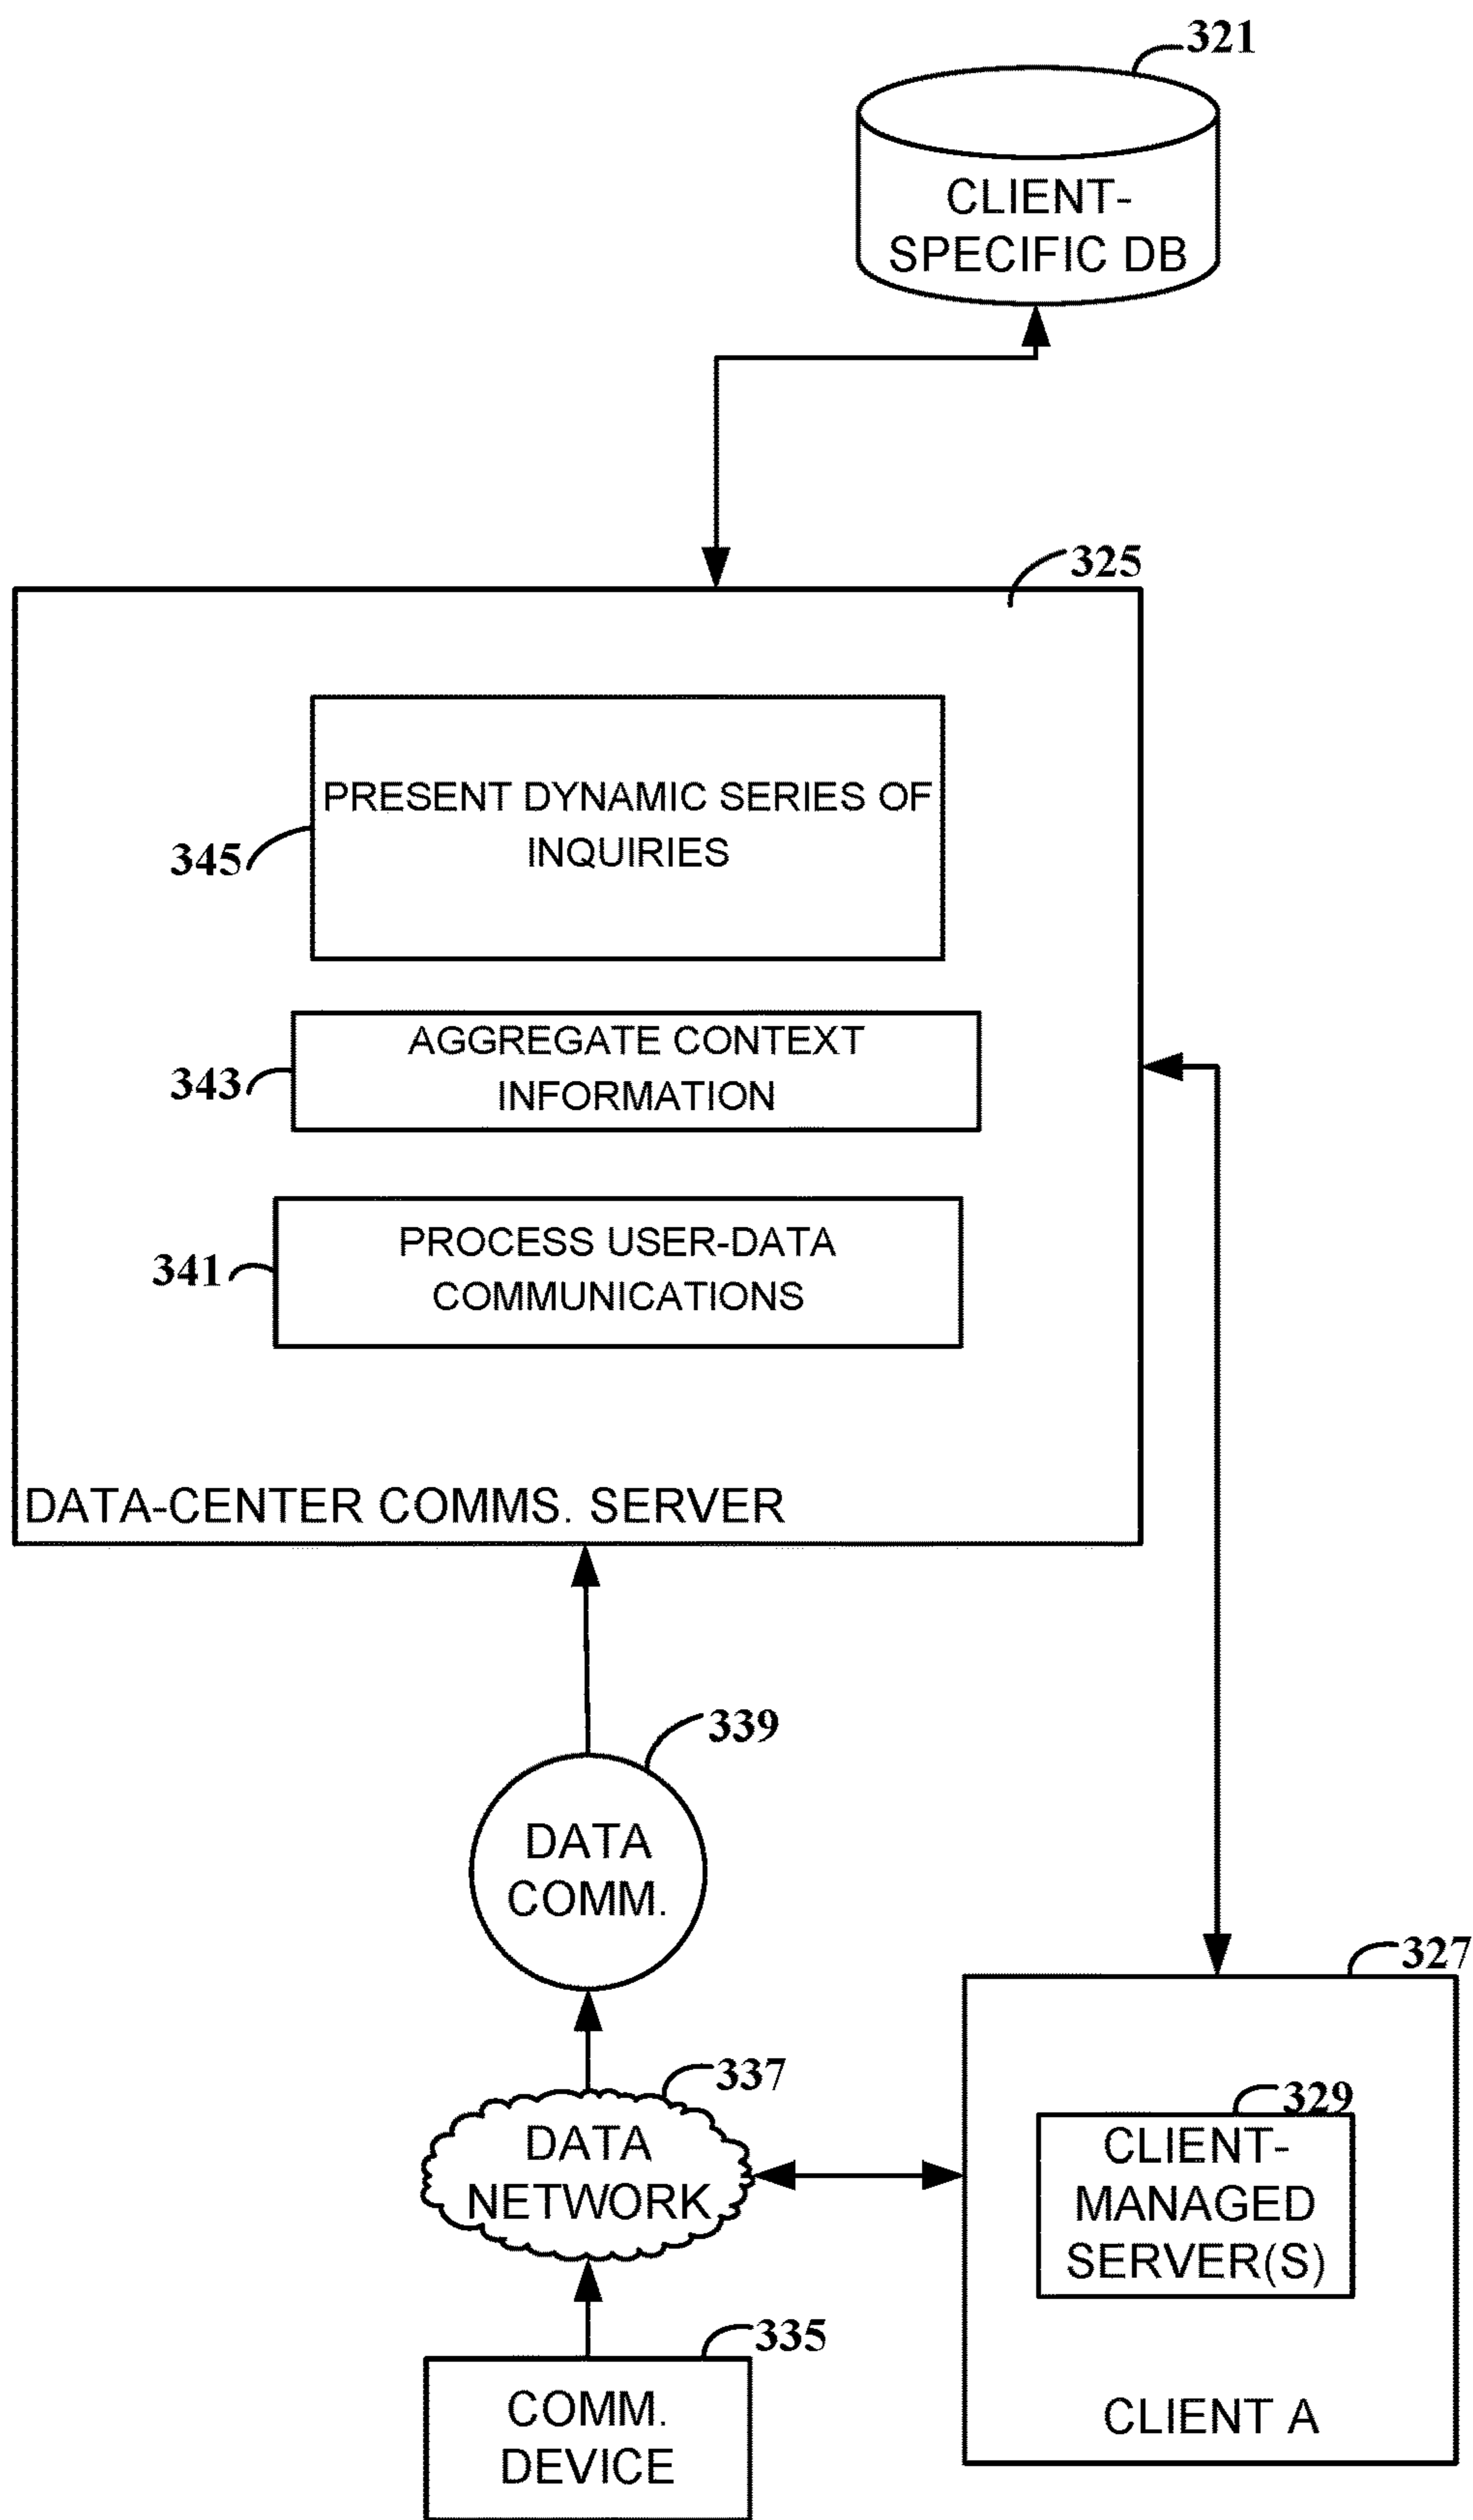 321
CLIENT-
SPECIFIC DB
325
PRESENT DYNAMIC SERIES OF
INQUIRIES
345
AGGREGATE CONTEXT
INFORMATION
343
PROCESS USER-DATA
COMMUNICATIONS
341
DATA-CENTER COMMS. SERVER
339
DATA
COMM.
327
337
DATA
NETWORK
329
CLIENT-
MANAGED
SERVER(S)
335
COMM.
DEVICE
CLIENT A